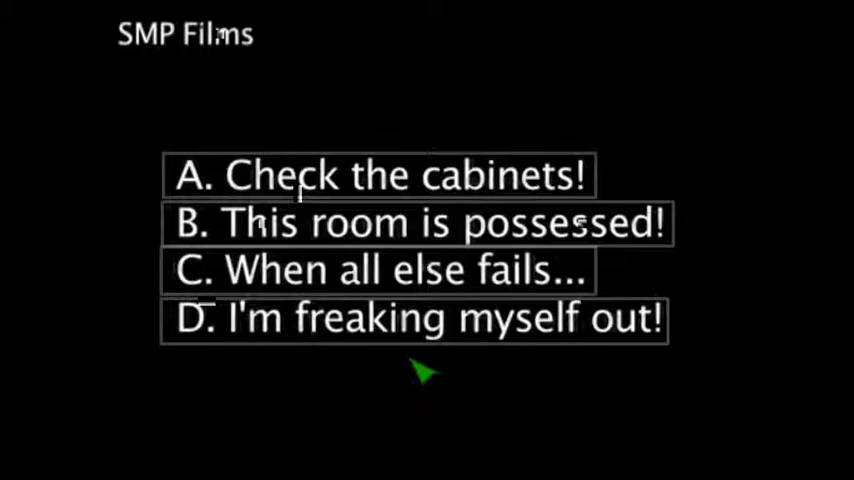 SMP Films
A. Check the cabinets!
B. This room is possessed!
C. When all else fails...
D. I'm freaking myself out!